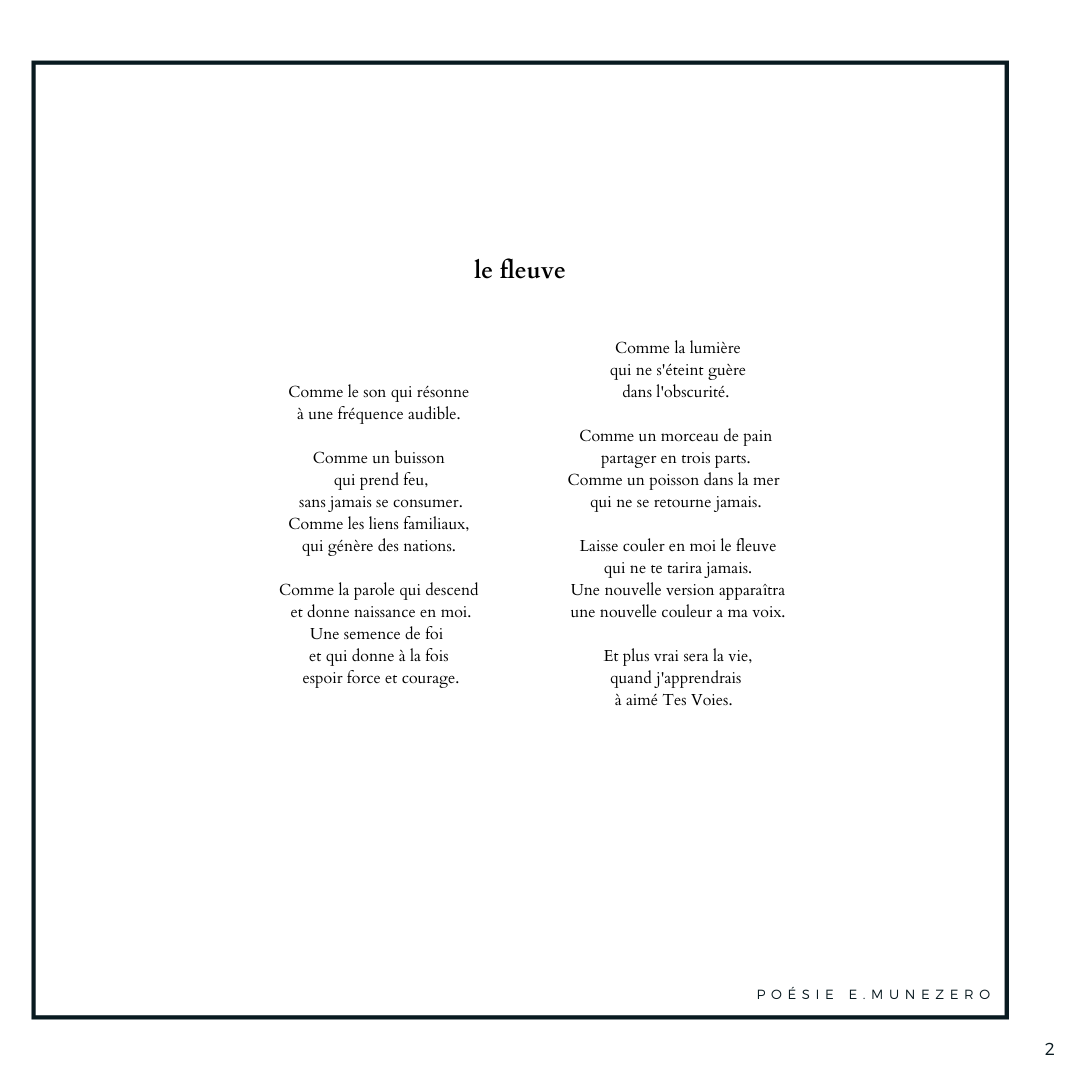 le fleuve
Comme le son qui résonne
à une fréquence audible.
Comme un buisson
qui prend feu,
sans jamais se consumer.
Comme les liens familiaux,
qui génère des nations.
Comme la parole qui descend
et donne naissance en moi.
Une semence de foi
et qui donne à la fois
espoir force et courage.
Comme la lumière
qui ne s'éteint guère
dans l'obscurité.
Comme un morceau de pain
partager en trois parts.
Comme un poisson dans la mer
qui ne se retourne jamais.
Laisse couler en moi le fleuve
qui ne te tarira jamais.
Une nouvelle version apparaîtra
une nouvelle couleur a ma voix.
Et plus vrai sera la vie,
quand j'apprendrais
à aimé Tes Voies.
POÉSIE E.MUNEZERO
2